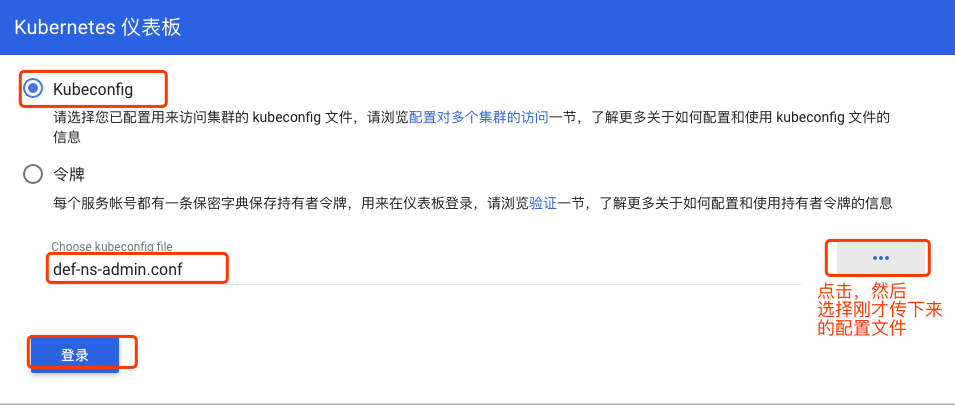 Kubernetes 仪表板
Kubeconfig
请选择您已配置用来访问集群的 kubeconfig 文件，请浏览配置对多个集群的访问一节，了解更多关于如何配置和使用 kubeconfig 文件的
信息
令牌
每个服务帐号都有一条保密字典保存持有者令牌，用来在仪表板登录，请浏览验证一节，了解更多关于如何配置和使用持有者令牌的信息
Choose kubeconfig file
def-ns-admin.conf
•••
点击，然后
选择刚才传下来
的配置文件
登录